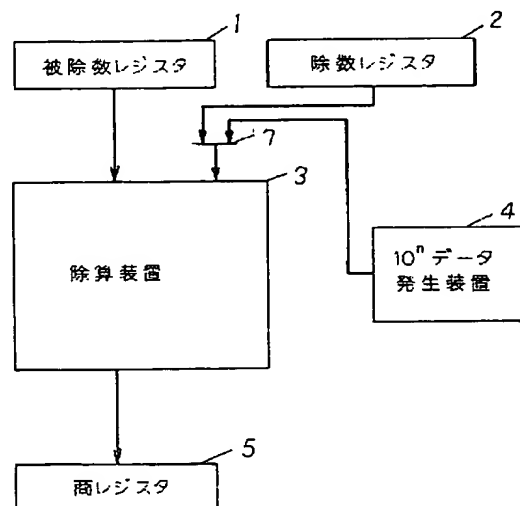 1
被除数レジスタ
2
除数レジスタ
7
3
除算装置
4
10ⁿデータ
発生装置
5
商レジスタ